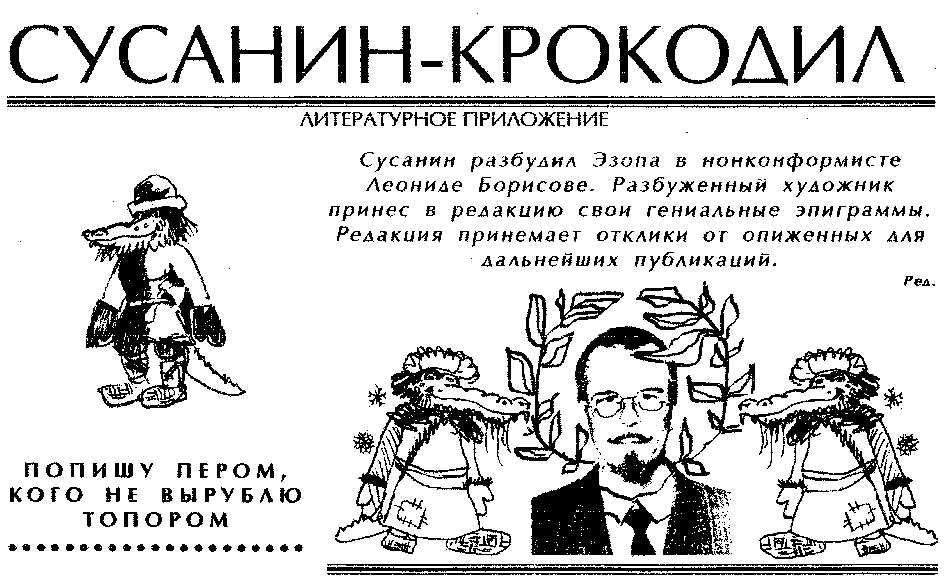 СУСАНИН-КРОКОДИЛ
ЛИТЕРАТУРНОЕ ПРИЛОЖЕНИЕ
Сусанин разбудил Эзопа в нонконформисте
Леониде Борисове. Разбуженный художник
принес в редакцию свои гениальные эпиграммы.
Редакция принемает отклики от опиженных для
дальнейших публикаций.
Ред.
ПОПИШУ ПЕРОМ,
КОГО НЕ ВЫРУБЛЮ
ТОПОРОМ